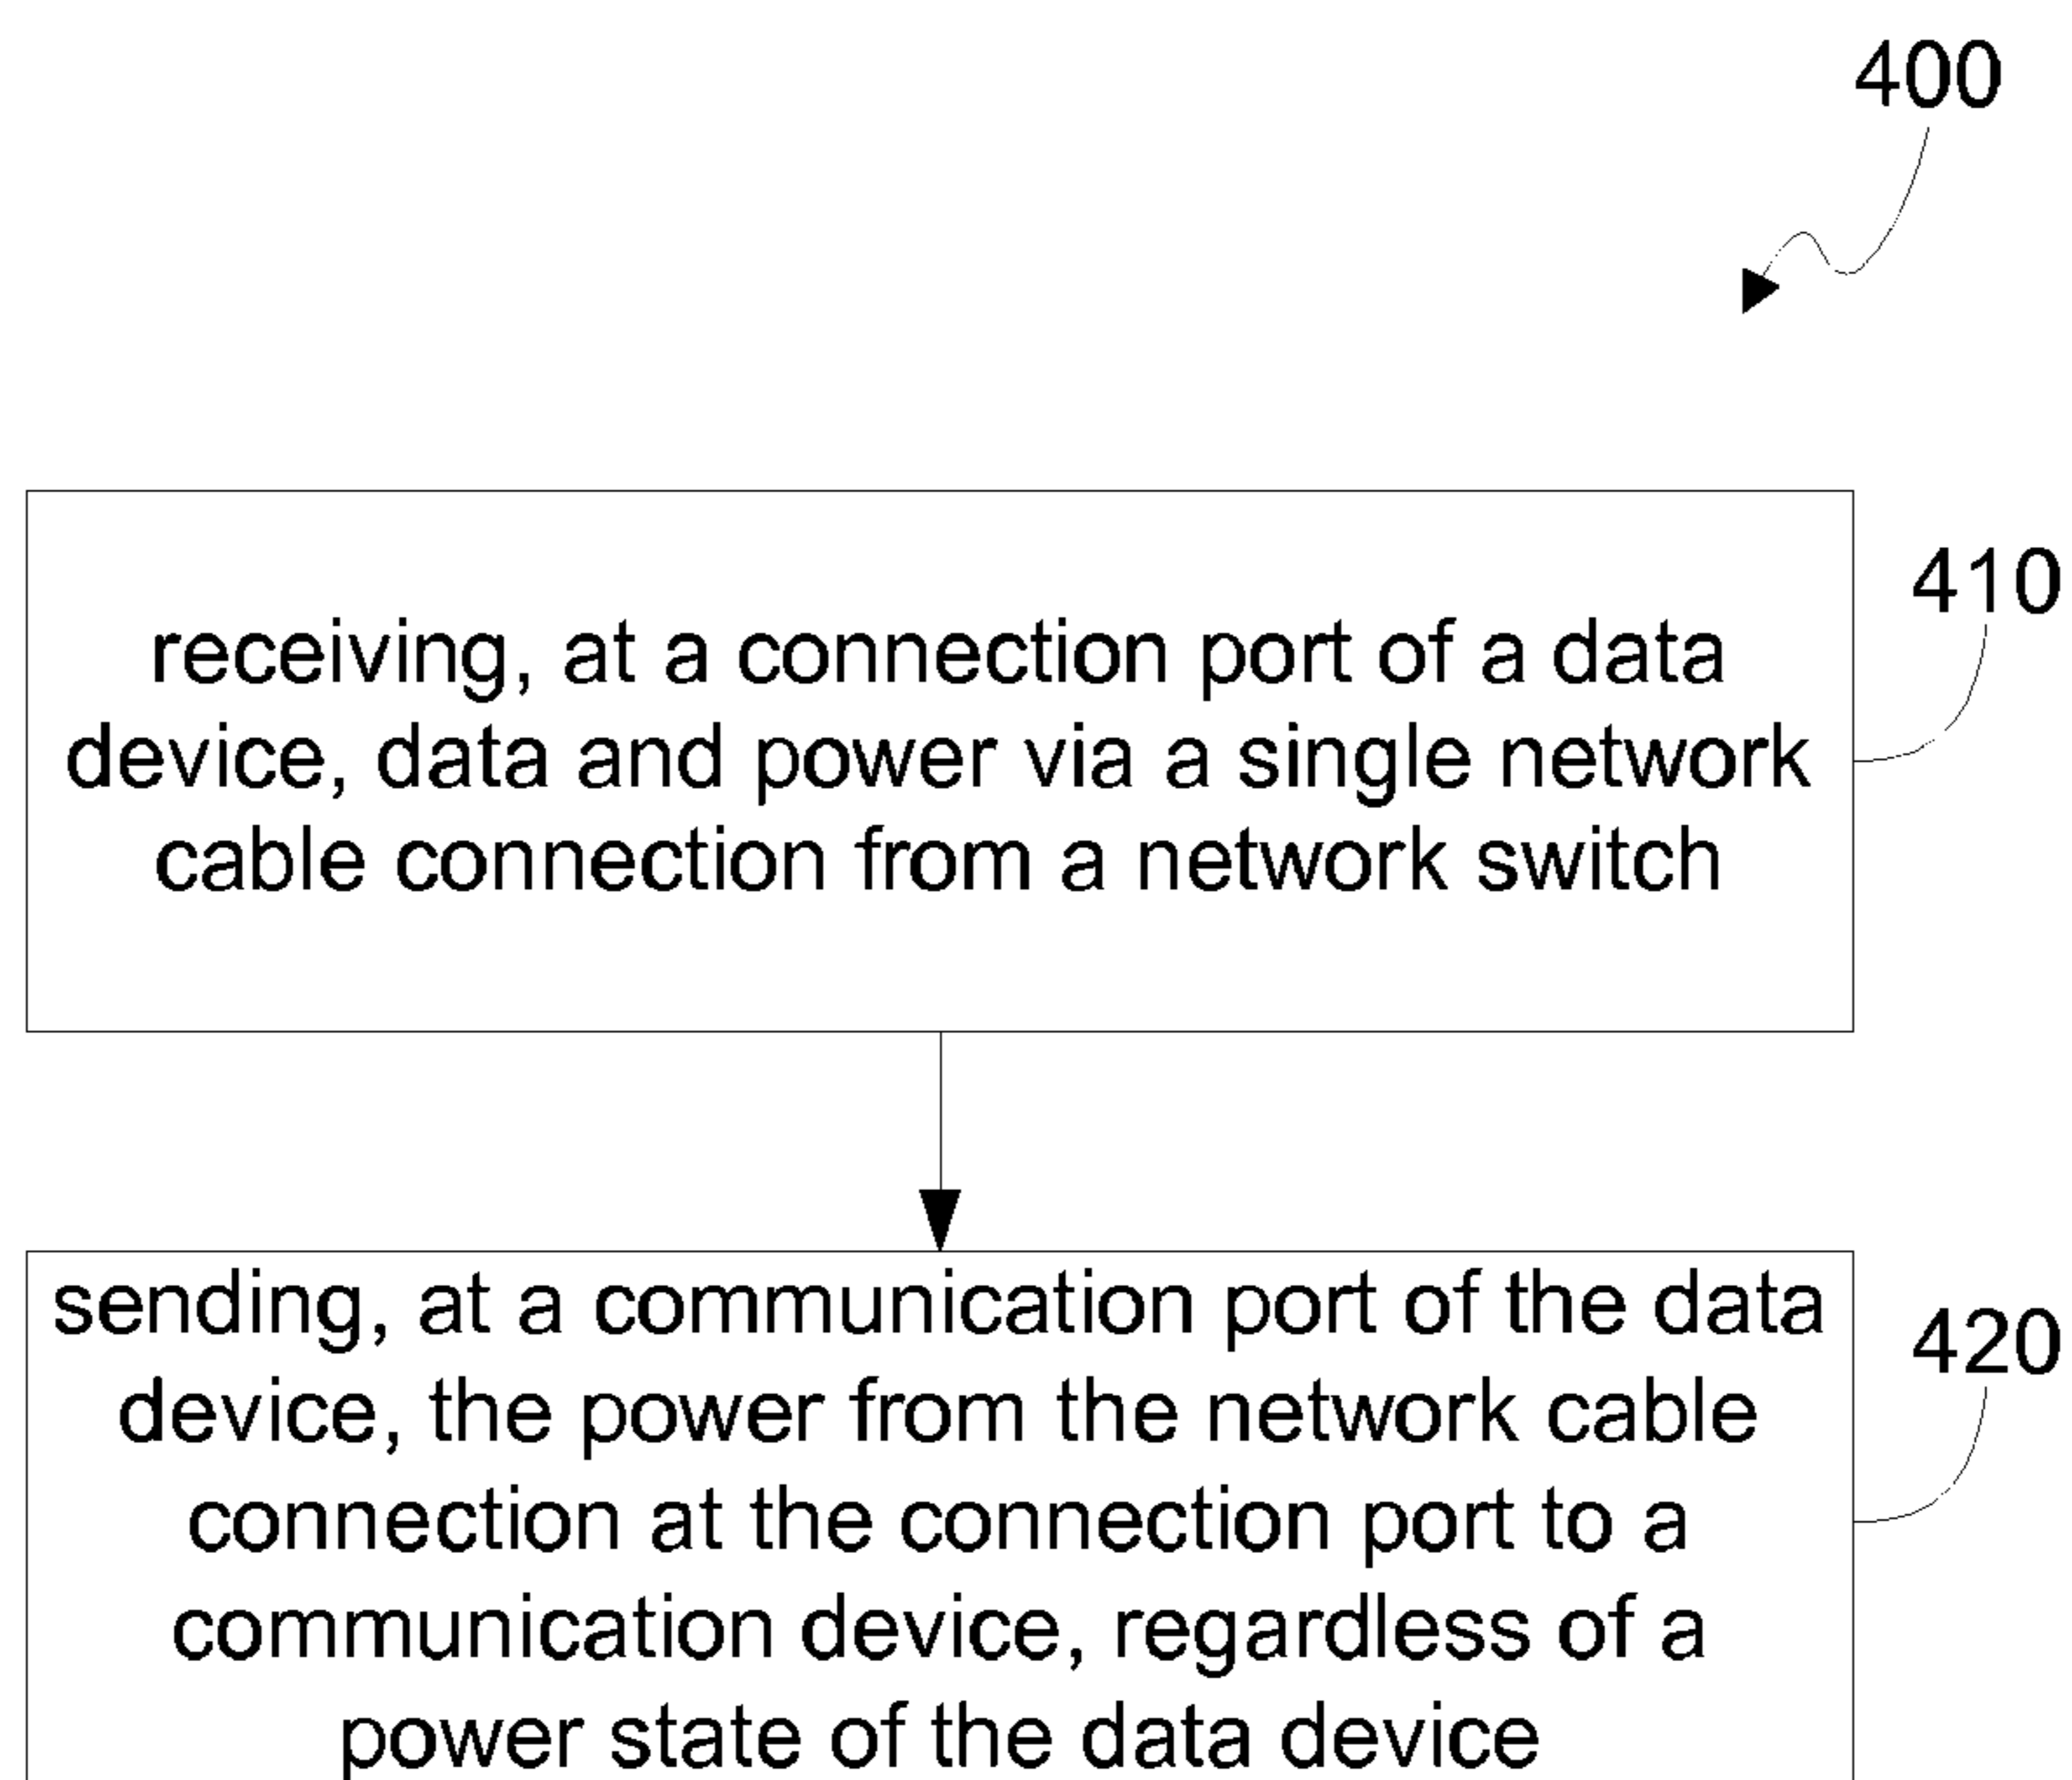 400
410
receiving, at a connection port of a data
device, data and power via a single network
cable connection from a network switch
420
sending, at a communication port of the data
device, the power from the network cable
connection at the connection port to a
communication device, regardless of a
power state of the data device